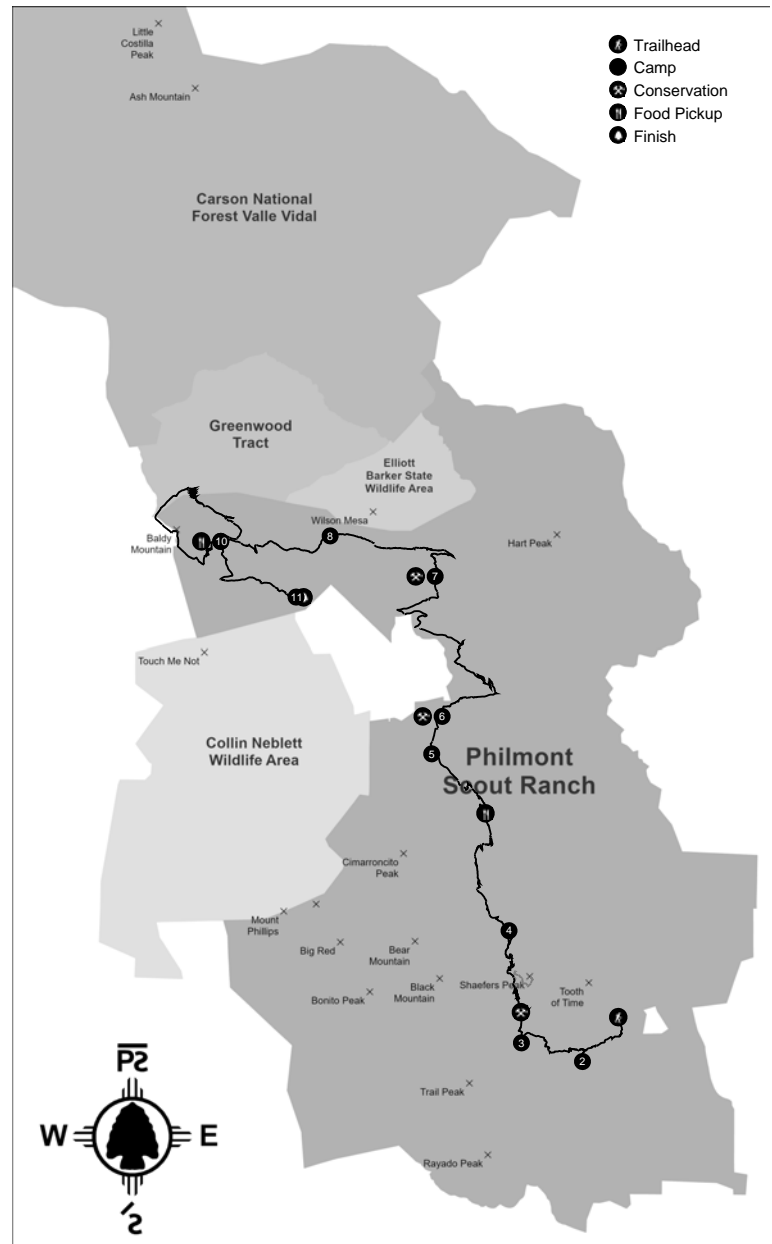 Little
Costilla
Peak
Ash Mountain
Trailhead
Camp
Conservation
Food Pickup
Finish
Carson National
Forest Valle Vidal
Greenwood
Tract
Elliott
Barker State
Wildlife Area
Wilson Mesa
Baldy
Mountain
Hart Peak
10
8
7
11
Touch Me Not
Collin Neblett
Wildlife Area
6
5
Philmont
Scout Ranch
Cimarroncito
Peak
Mount
Phillips
Big Red
Bear
Mountain
4
Bonito Peak
Black
Mountain
Shaefers Peak
Tooth
of Time
3
2
Trail Peak
Rayado Peak
W
E